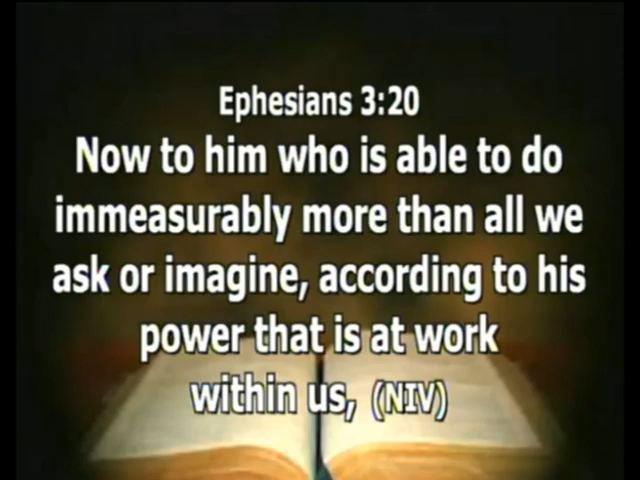 Ephesians 3:20
Now to him who is able to do
immeasurably more than all we
ask or imagine, according to his
power that is at work
within us, (NIV)